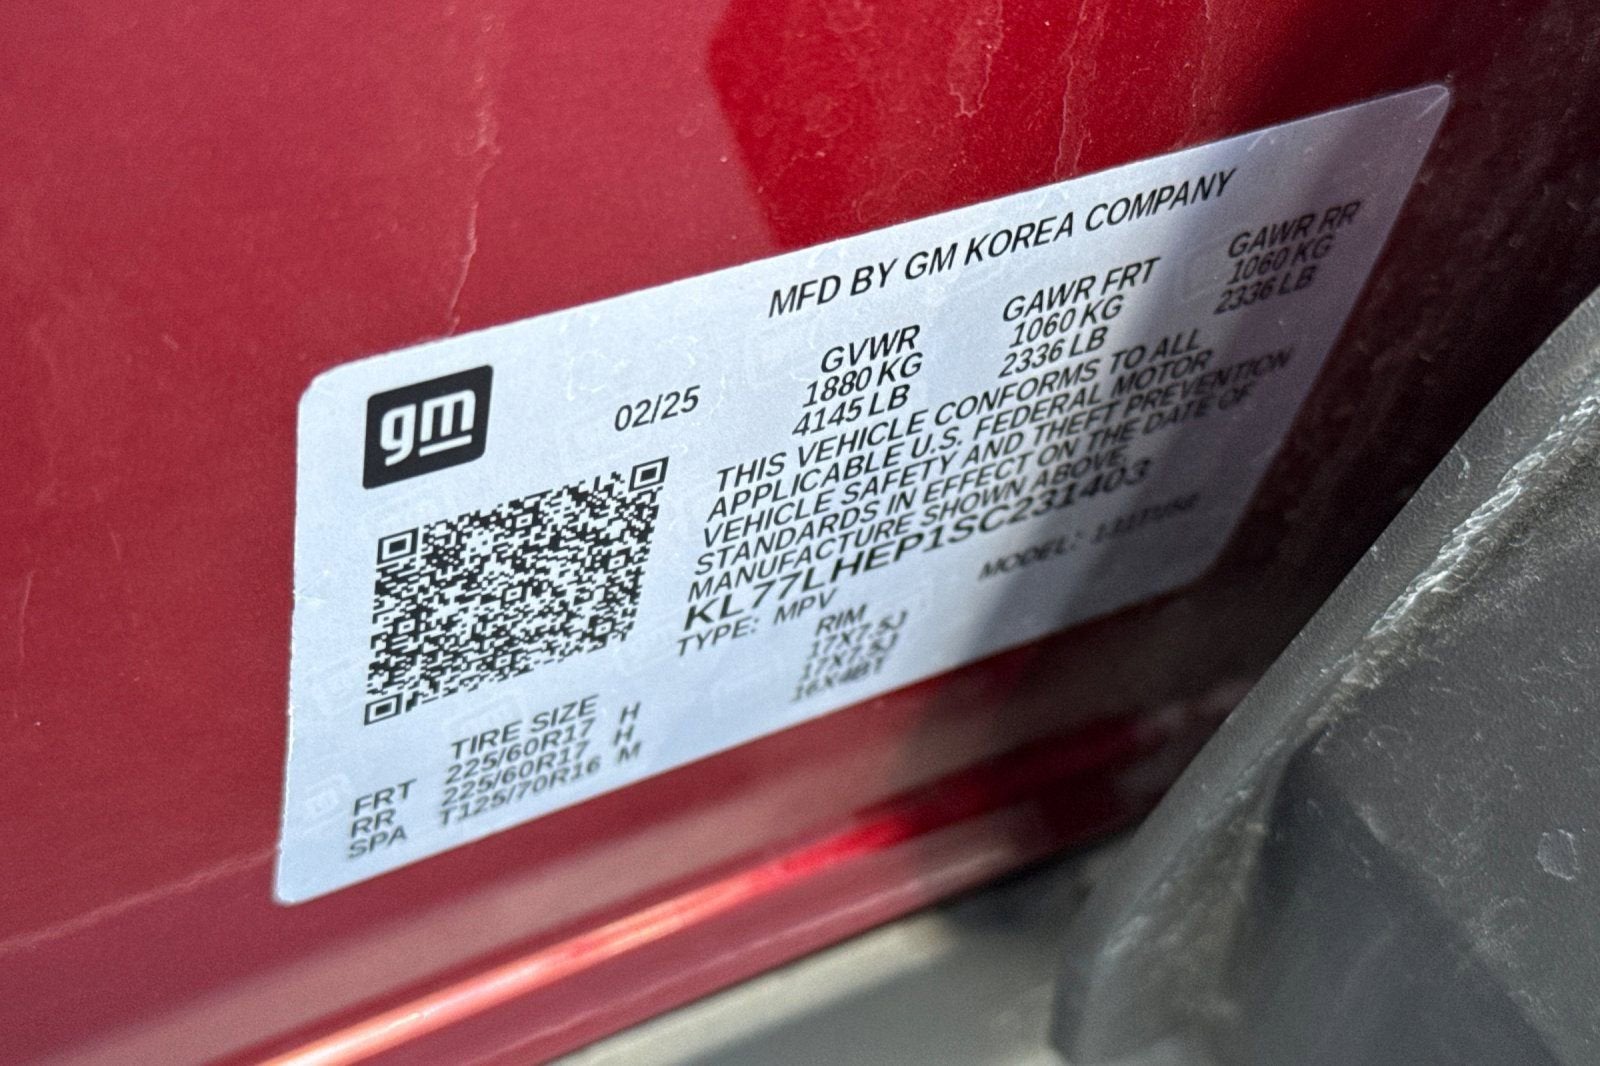 MFD BY GM KOREA COMPANY
gm
02/25
GVWR GAWR FRT GAWR RR
1880 KG 1060 KG 1060 KG
4145 LB 2336 LB 2336 LB
THIS VEHICLE CONFORMS TO ALL
APPLICABLE U.S. FEDERAL MOTOR
VEHICLE SAFETY AND THEFT PREVENTION
STANDARDS IN EFFECT ON THE DATE OF
MANUFACTURE SHOWN ABOVE.
KL77LHEP1SC231403
TYPE: MPV MODEL:
TIRE SIZE RIM
FRT 225/60R17 H 17X7.5J
RR 225/60R17 H 17X7.5J
SPA T125/70R16 M 16X4BT